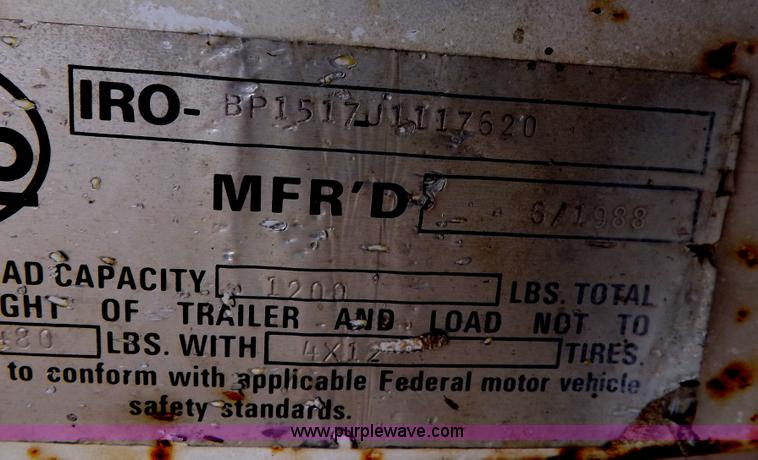 IRO- BP1517J1117620
MFR'D 6/1988
AD CAPACITY 1200 LBS. TOTAL
GHT OF TRAILER AND LOAD NOT TO
480 LBS. WITH 4X12 TIRES.
to conform with applicable Federal motor vehicle
safety standards.
www.purplewave.com